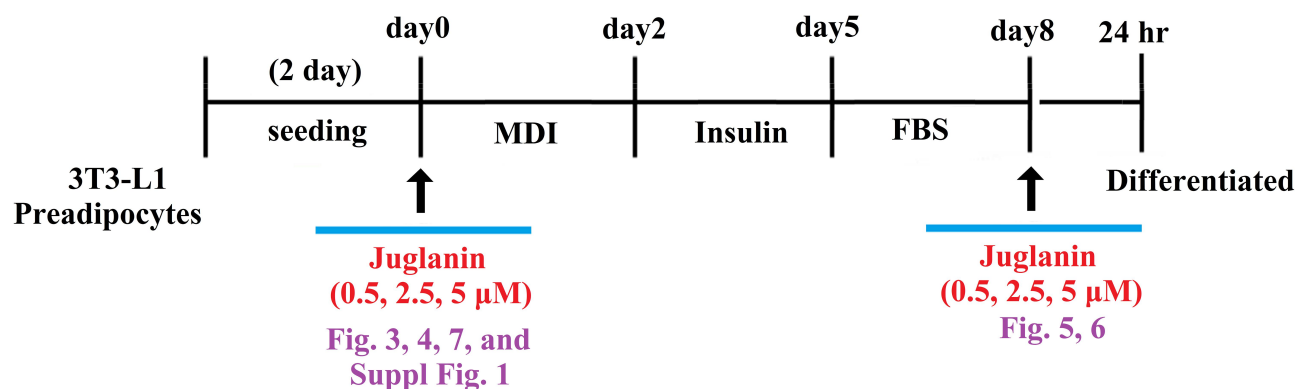 day0
day2
day5
day8
24 hr
(2 day)
seeding
MDI
Insulin
FBS
3T3-L1
Preadipocytes
Differentiated
Juglanin
(0.5, 2.5, 5 μM)
Fig. 3, 4, 7, and
Suppl Fig. 1
Juglanin
(0.5, 2.5, 5 μM)
Fig. 5, 6